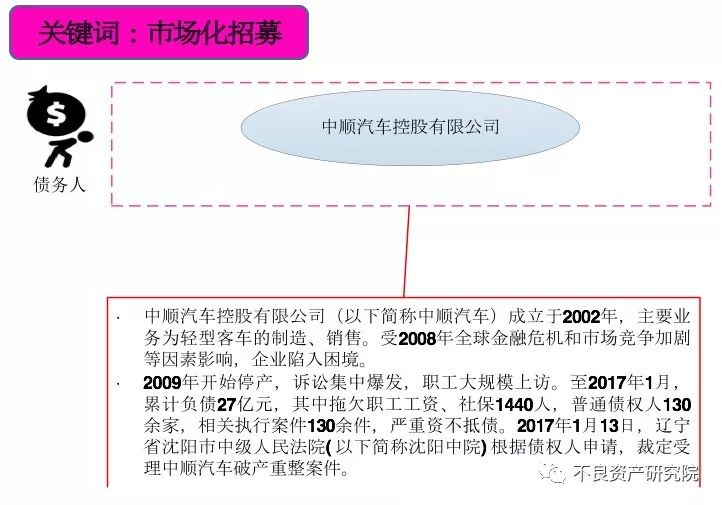 关键词：市场化招募
$
中顺汽车控股有限公司
债务人
· 中顺汽车控股有限公司（以下简称中顺汽车）成立于2002年，主要业
务为轻型客车的制造、销售。受2008年全球金融危机和市场竞争加剧
等因素影响，企业陷入困境。
· 2009年开始停产，诉讼集中爆发，职工大规模上访。至2017年1月，
累计负债27亿元，其中拖欠职工工资、社保1440人，普通债权人130
余家，相关执行案件130余件，严重资不抵债。2017年1月13日，辽宁
省沈阳市中级人民法院(以下简称沈阳中院)根据债权人申请，裁定受
理中顺汽车破产重整案件。
不良资产研究院